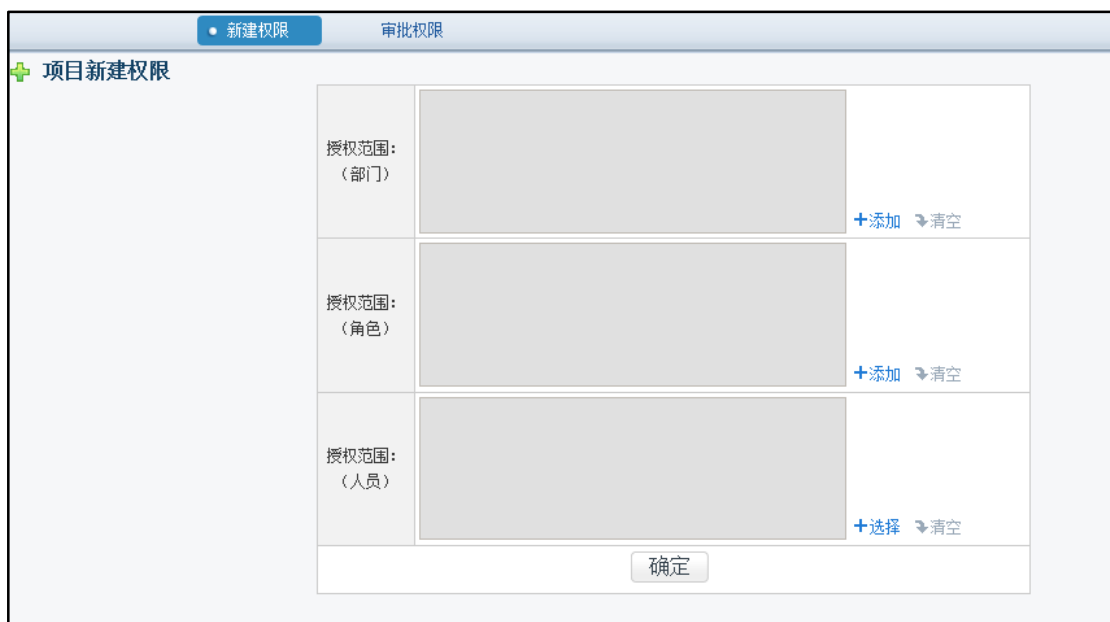 新建权限 审批权限
项目新建权限
授权范围：
（部门）
添加 清空
授权范围：
（角色）
添加 清空
授权范围：
（人员）
选择 清空
确定